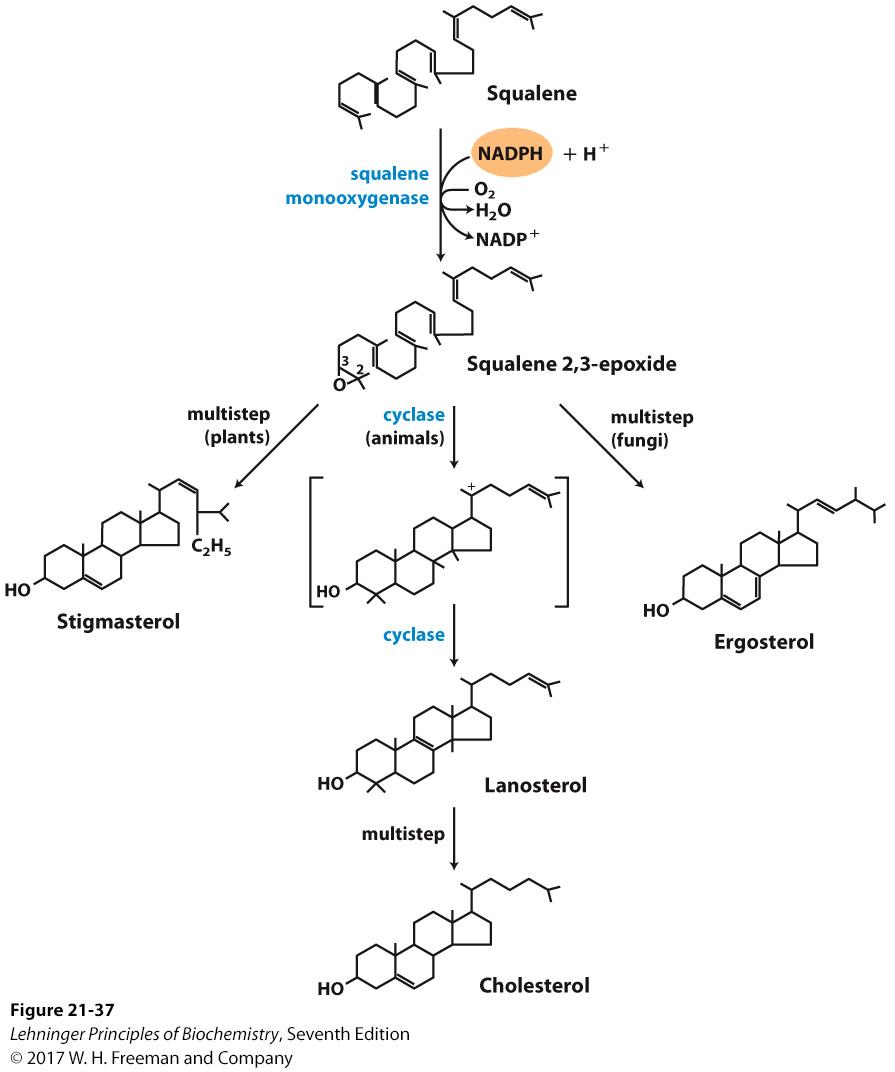 Squalene
NADPH + H⁺
squalene
monooxygenase
O₂
H₂O
NADP⁺
3
2
O
Squalene 2,3-epoxide
multistep
(plants)
cyclase
(animals)
multistep
(fungi)
+
C₂H₅
HO
Stigmasterol
HO
HO
Ergosterol
cyclase
HO
Lanosterol
multistep
HO
Cholesterol
Figure 21-37
Lehninger Principles of Biochemistry, Seventh Edition
© 2017 W. H. Freeman and Company